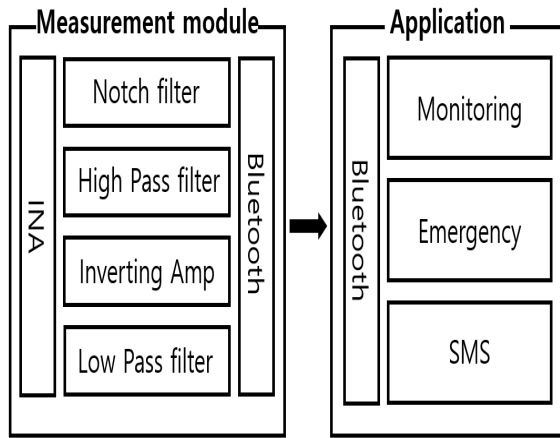 Measurement module
INA
Notch filter
High Pass filter
Inverting Amp
Low Pass filter
Bluetooth
Application
Bluetooth
Monitoring
Emergency
SMS